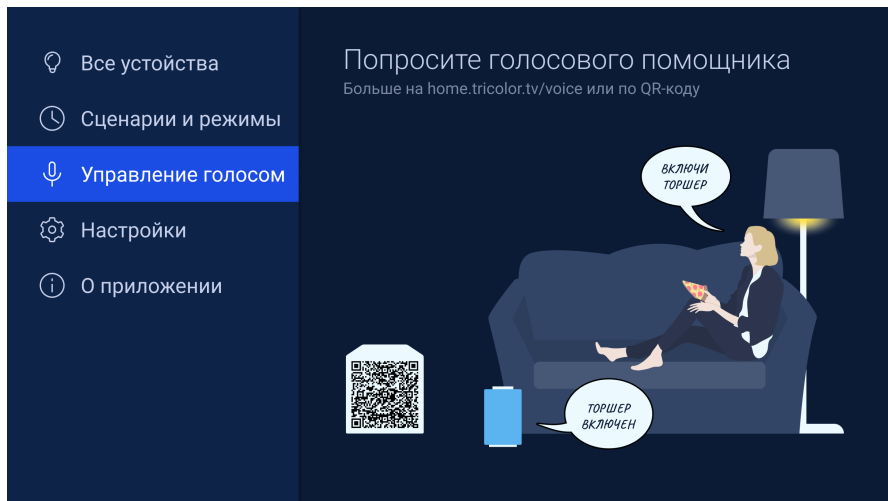 Все устойства
Сценарии и режимы
Управление голосом
Настройки
О приложении
Попросите голосового помощника
Больше на home.tricolor.tv/voice или по QR-коду
ВКЛЮЧИ
ТОРШЕР
ТОРШЕР
ВКЛЮЧЕН